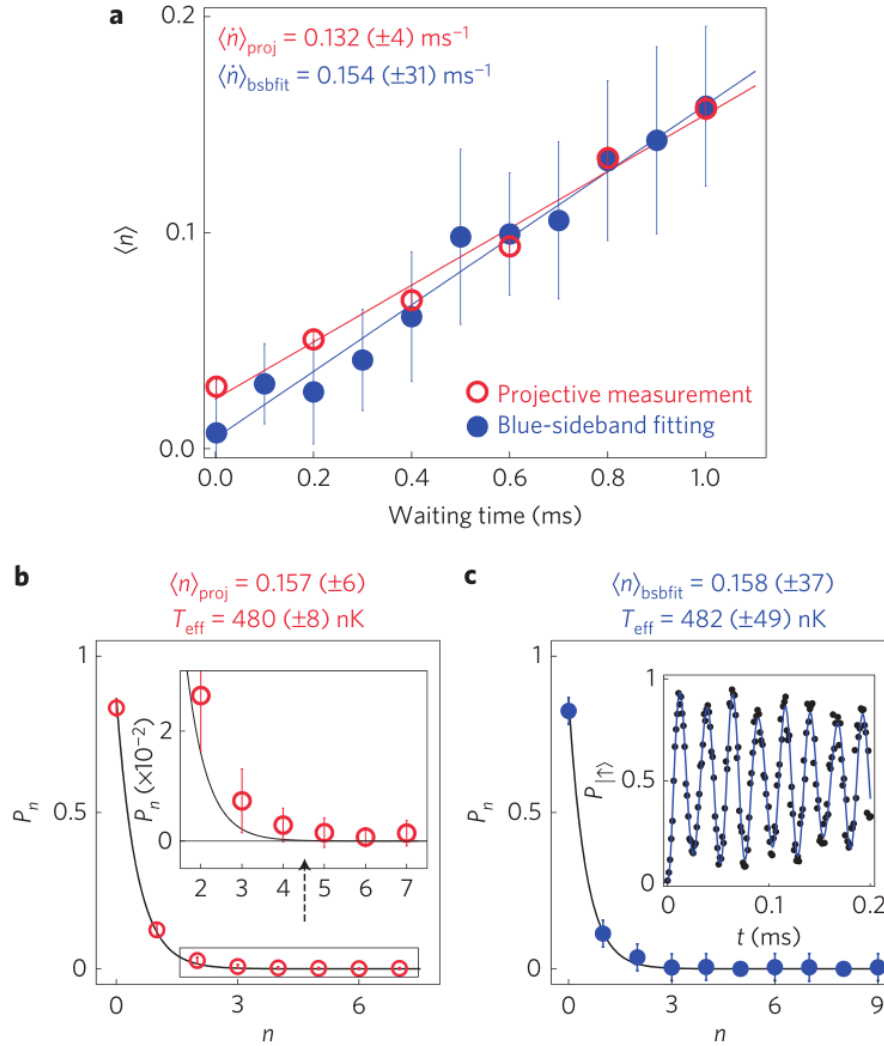 a
⟨ṅ⟩proj = 0.132 (±4) ms⁻¹
⟨ṅ⟩bsbfit = 0.154 (±31) ms⁻¹
0.2
0.1
0.0
⟨n⟩
Projective measurement
Blue-sideband fitting
0.0 0.2 0.4 0.6 0.8 1.0
Waiting time (ms)
b
⟨n⟩proj = 0.157 (±6)
Teff = 480 (±8) nK
1
0.5
0
Pn
Pn (×10⁻²)
2
0
2 3 4 5 6 7
0 3 6
n
c
⟨n⟩bsbfit = 0.158 (±37)
Teff = 482 (±49) nK
1
0.5
0
Pn
P|↑⟩
1
0.5
0
0 0.1 0.2
t (ms)
0 3 6 9
n